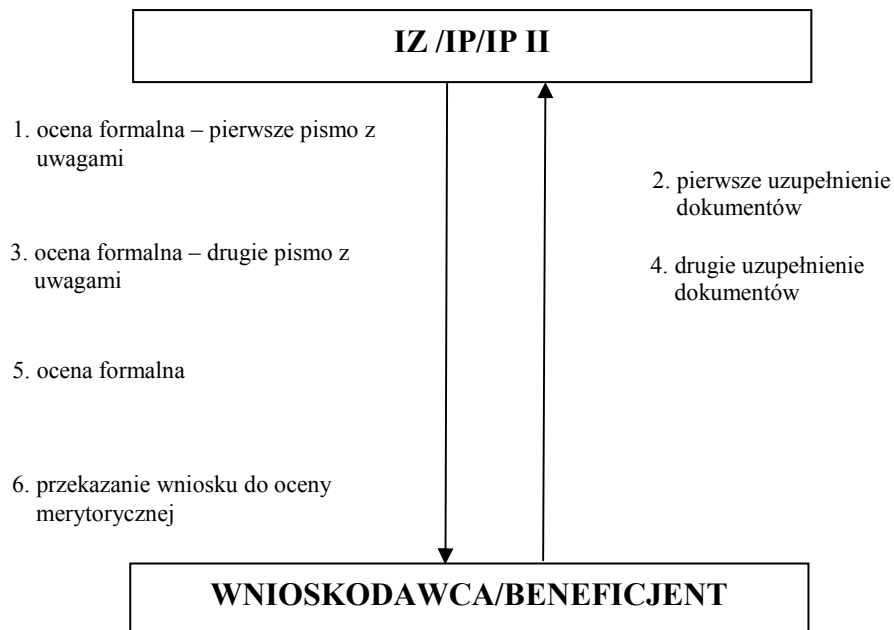 IZ /IP/IP II
1. ocena formalna – pierwsze pismo z
uwagami
2. pierwsze uzupełnienie
dokumentów
3. ocena formalna – drugie pismo z
uwagami
4. drugie uzupełnienie
dokumentów
5. ocena formalna
6. przekazanie wniosku do oceny
merytorycznej
WNIOSKODAWCA/BENEFICJENT